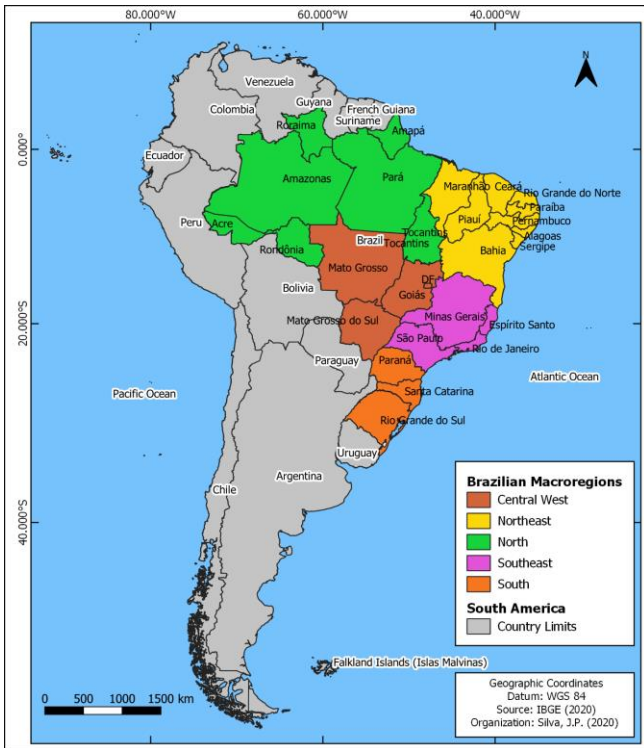 80.000°W 60.000°W 40.000°W
N
Venezuela
Guyana
Colombia
French Guiana
Suriname
Roraima
Amapá
0.000°
Ecuador
Amazonas
Pará
Maranhão
Ceará
Rio Grande do Norte
Paraíba
Piauí
Pernambuco
Peru
Acre
Tocantins
Alagoas
Brazil
Tocantins
Sergipe
Rondônia
Bahia
Mato Grosso
DF
Bolivia
Goiás
Minas Gerais
20.000°S
Mato Grosso do Sul
Espírito Santo
São Paulo
Rio de Janeiro
Paraguay
Paraná
Atlantic Ocean
Pacific Ocean
Santa Catarina
Rio Grande do Sul
Uruguay
Argentina
Chile
40.000°S
Brazilian Macroregions
Central West
Northeast
North
Southeast
South
South America
Country Limits
Falkland Islands (Islas Malvinas)
0 500 1000 1500 km
Geographic Coordinates
Datum: WGS 84
Source: IBGE (2020)
Organization: Silva, J.P. (2020)